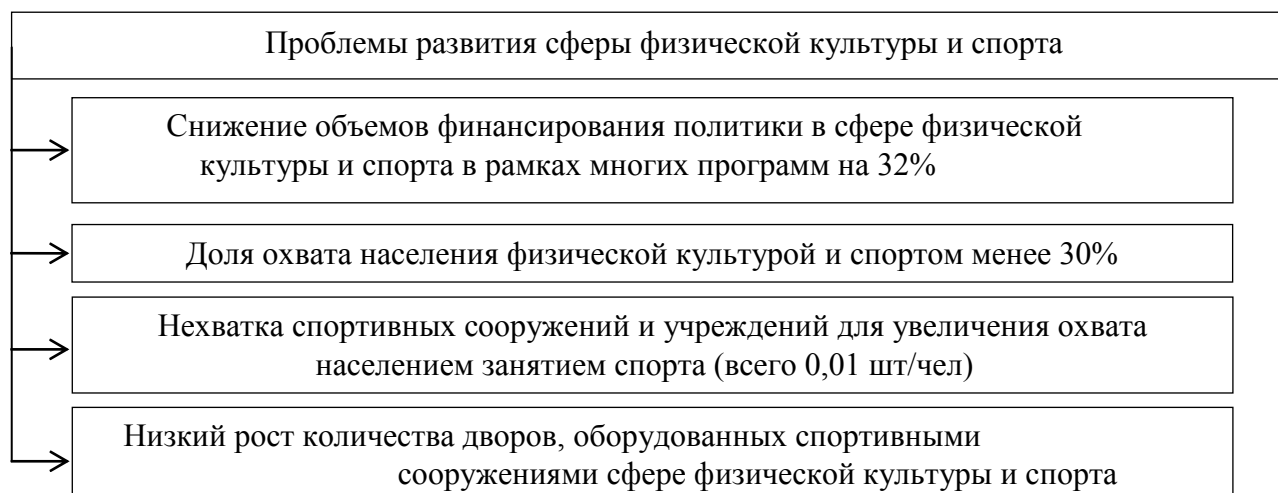 Проблемы развития сферы физической культуры и спорта
Снижение объемов финансирования политики в сфере физической
культуры и спорта в рамках многих программ на 32%
Доля охвата населения физической культурой и спортом менее 30%
Нехватка спортивных сооружений и учреждений для увеличения охвата
населением занятием спорта (всего 0,01 шт/чел)
Низкий рост количества дворов, оборудованных спортивными
сооружениями сфере физической культуры и спорта